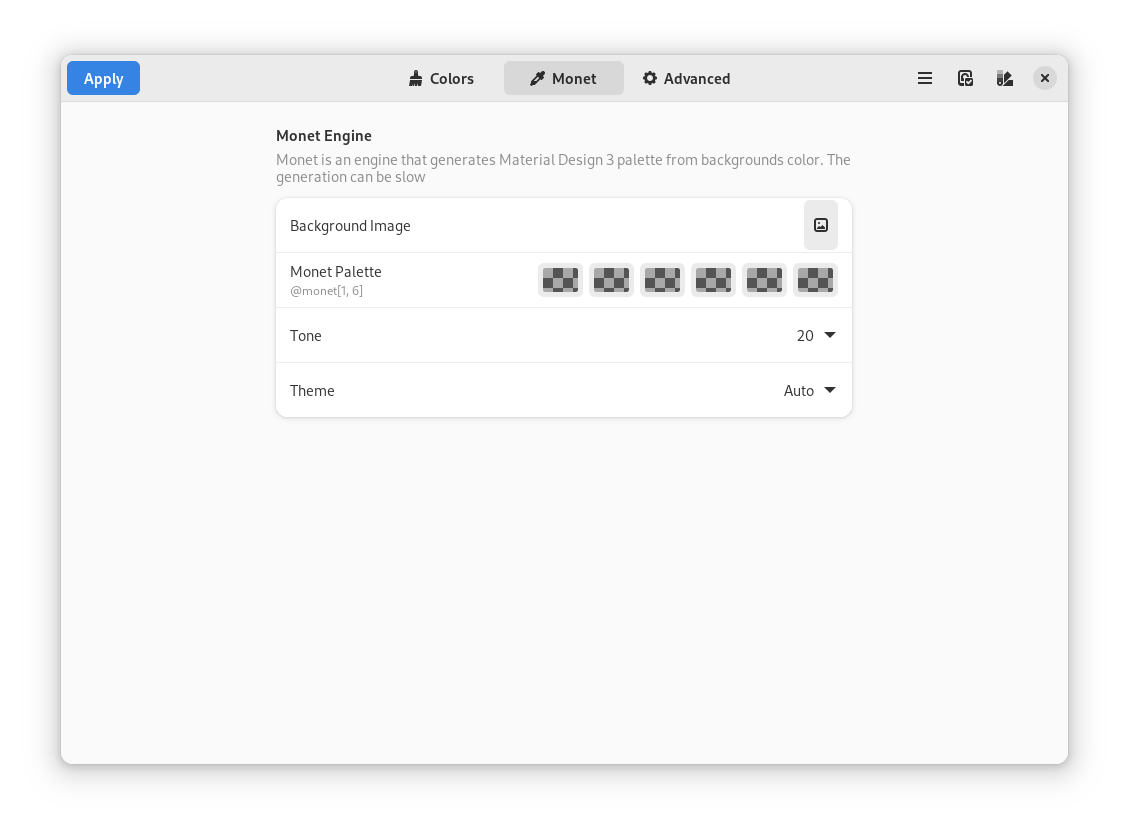 Apply
Colors
Monet
Advanced
Monet Engine
Monet is an engine that generates Material Design 3 palette from backgrounds color. The
generation can be slow
Background Image
Monet Palette
@monet[1, 6]
Tone
20
Theme
Auto